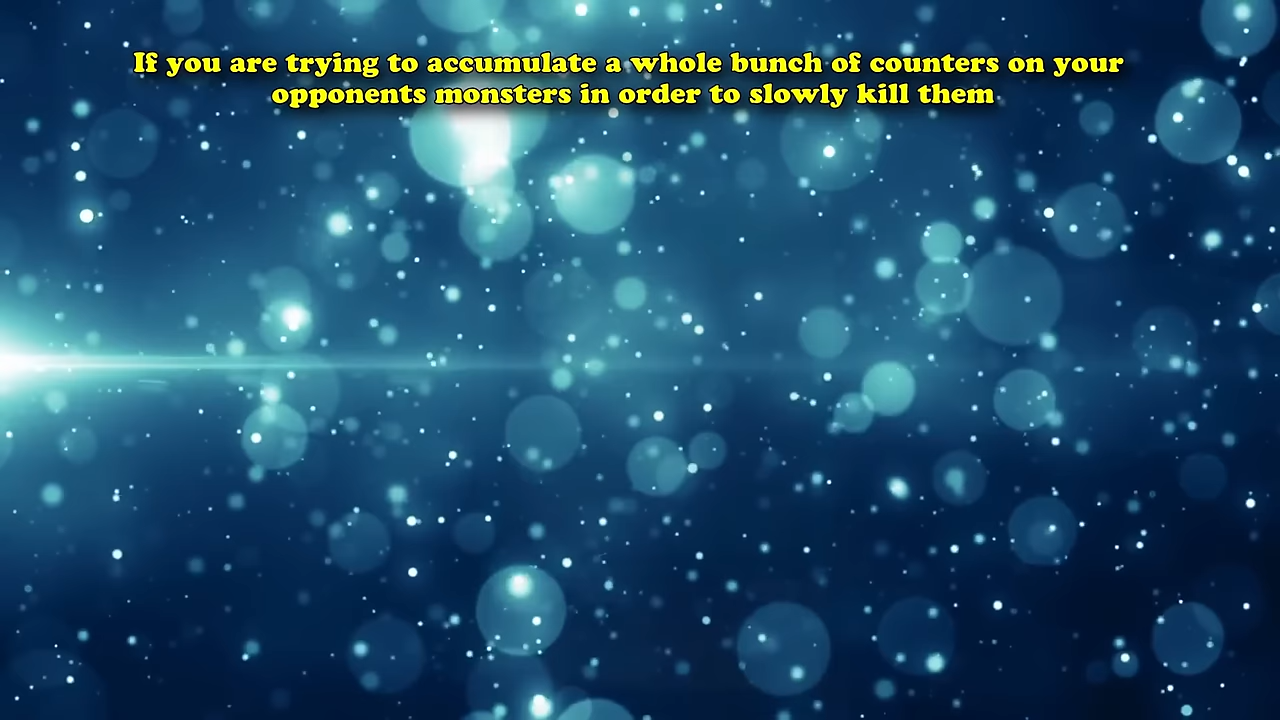 If you are trying to accumulate a whole bunch of counters on your
opponents monsters in order to slowly kill them